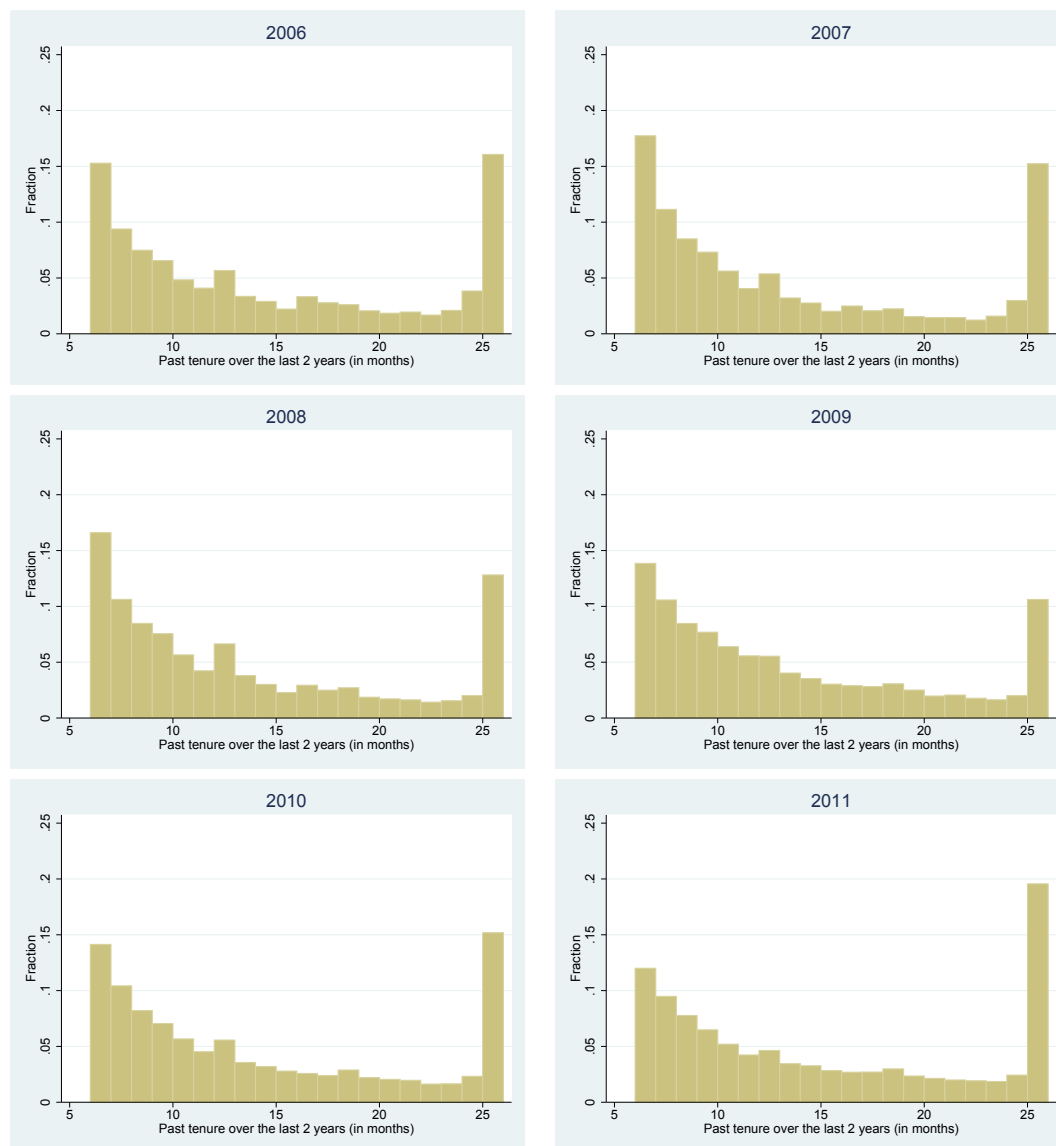 2006
.25
.2
.15
.1
.05
0
Fraction
5 10 15 20 25
Past tenure over the last 2 years (in months)
2007
.25
.2
.15
.1
.05
0
Fraction
5 10 15 20 25
Past tenure over the last 2 years (in months)
2008
.25
.2
.15
.1
.05
0
Fraction
5 10 15 20 25
Past tenure over the last 2 years (in months)
2009
.25
.2
.15
.1
.05
0
Fraction
5 10 15 20 25
Past tenure over the last 2 years (in months)
2010
.25
.2
.15
.1
.05
0
Fraction
5 10 15 20 25
Past tenure over the last 2 years (in months)
2011
.25
.2
.15
.1
.05
0
Fraction
5 10 15 20 25
Past tenure over the last 2 years (in months)